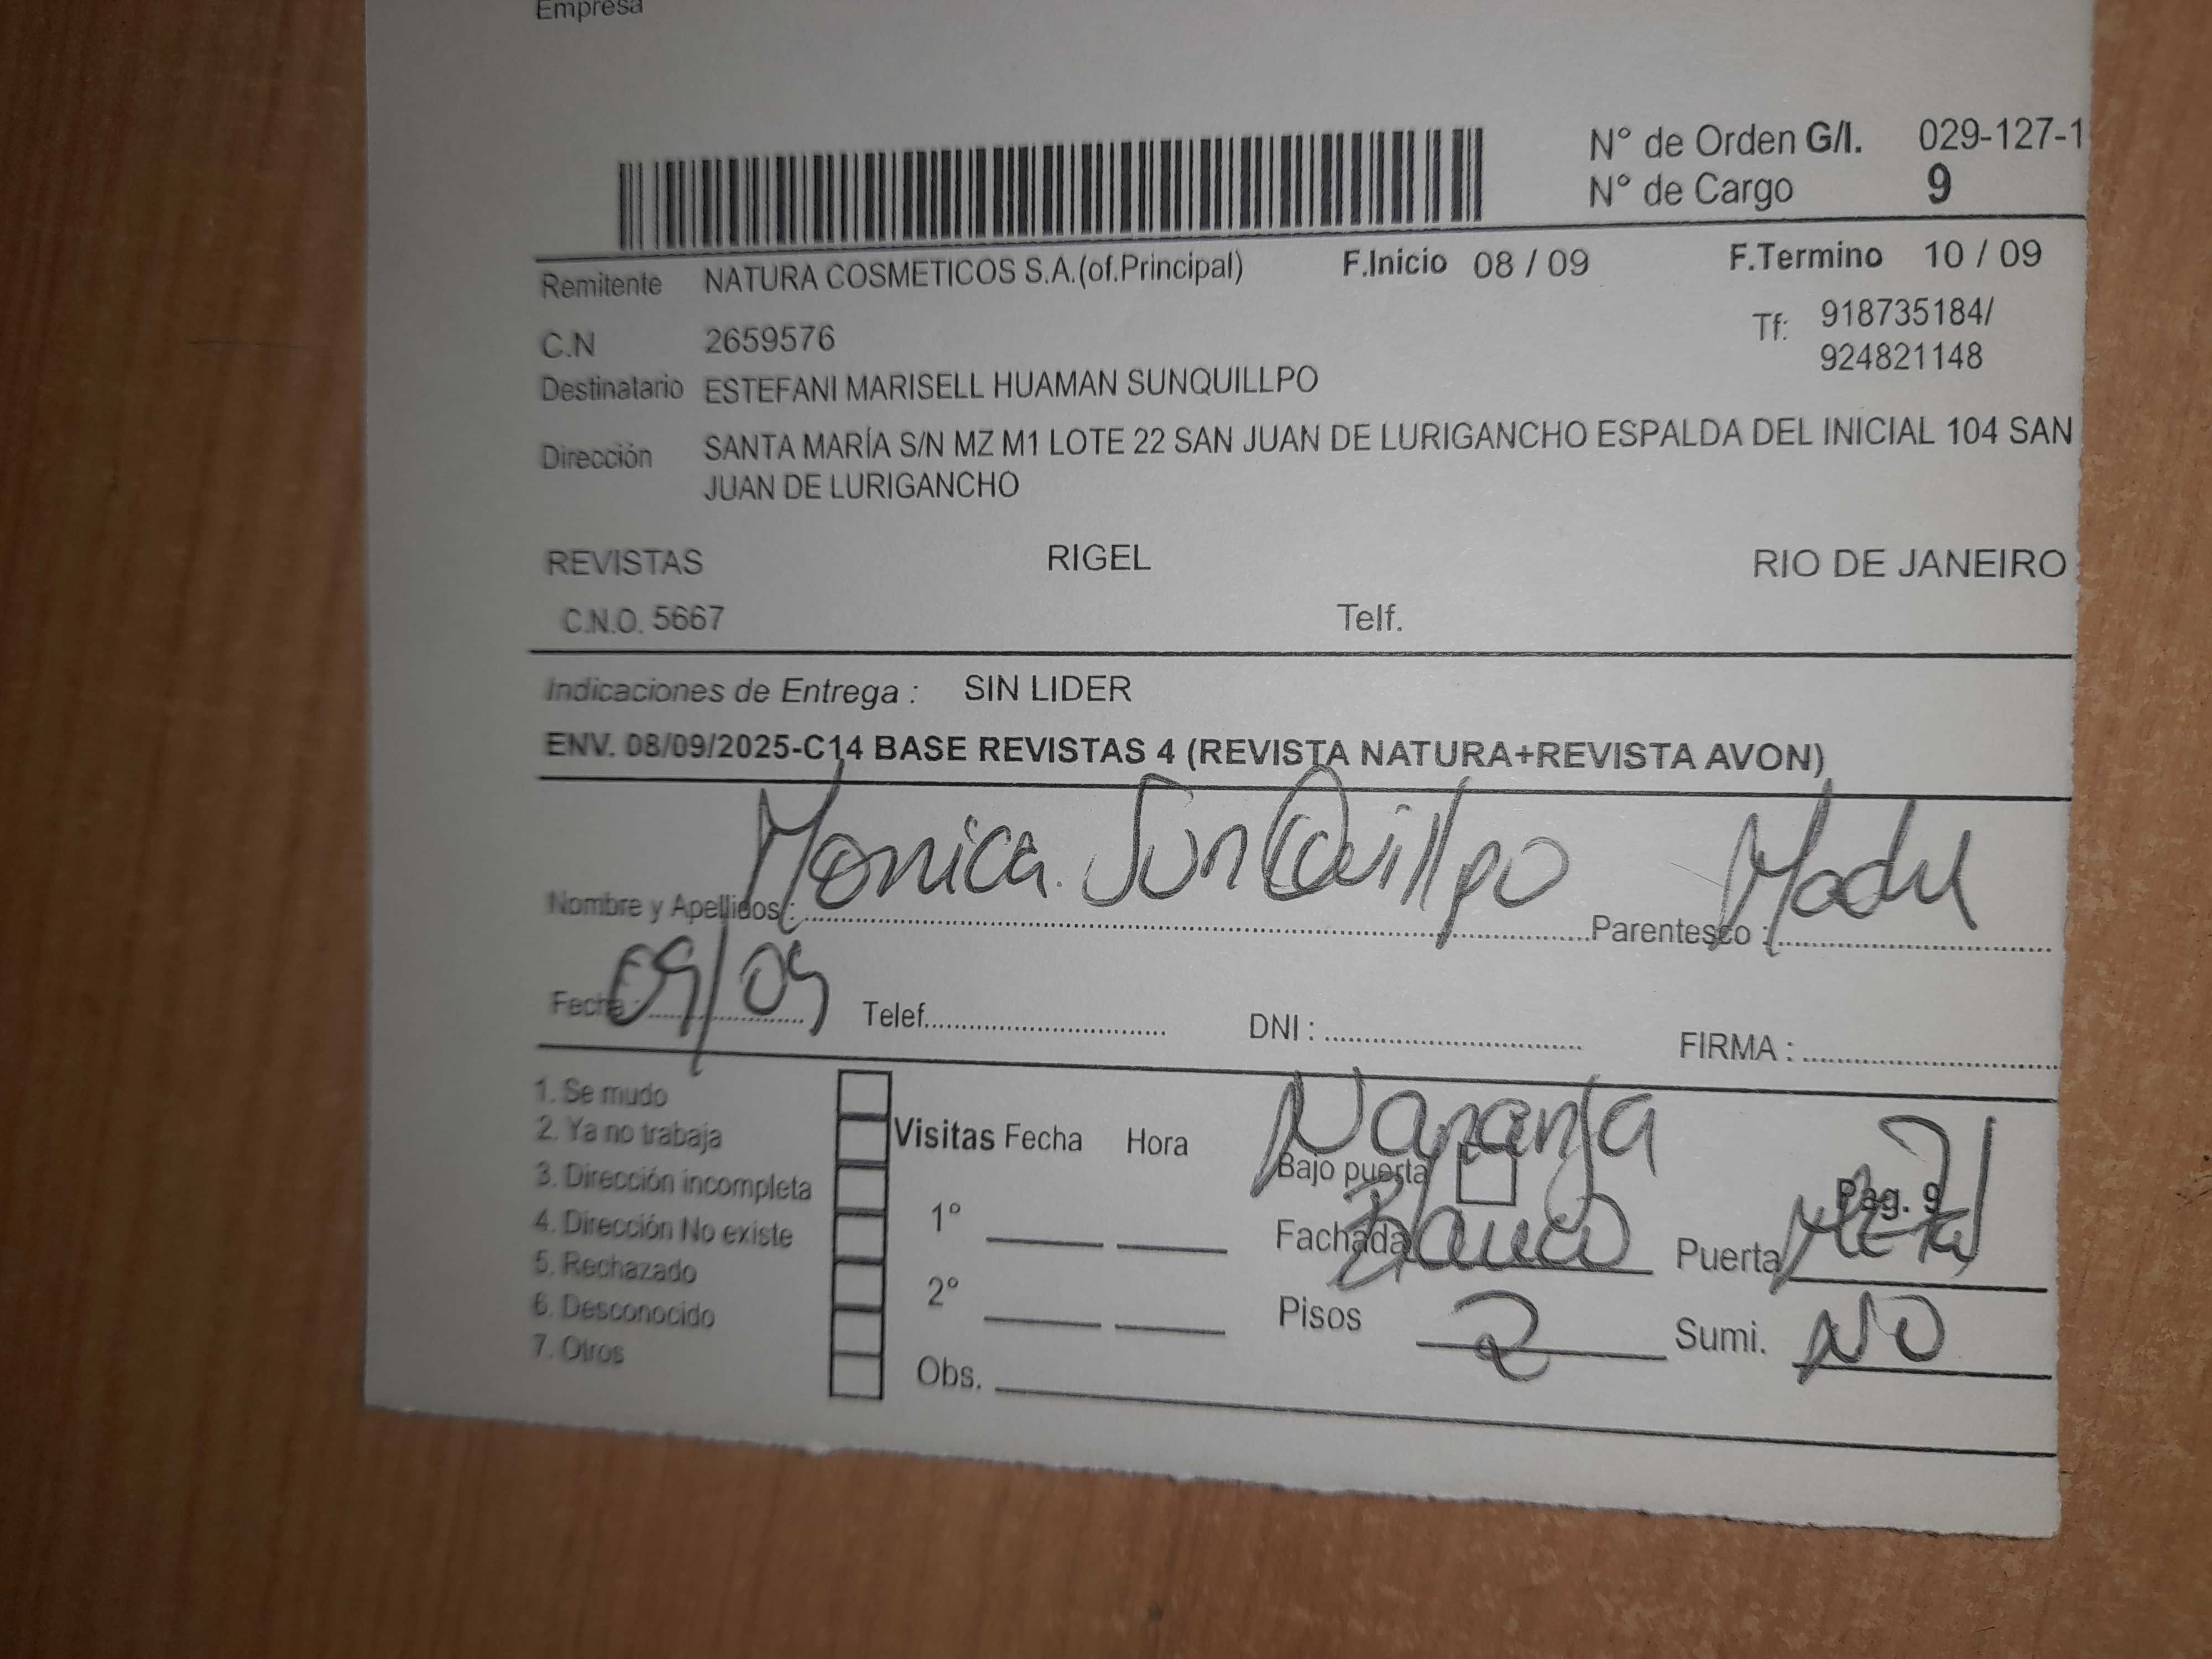 Empresa
N° de Orden G/I. 029-127-1
N° de Cargo 9
Remitente NATURA COSMETICOS S.A.(of.Principal) F.Inicio 08 / 09 F.Termino 10 / 09
C.N 2659576 Tf: 918735184/
924821148
Destinatario ESTEFANI MARISELL HUAMAN SUNQUILLPO
Dirección SANTA MARÍA S/N MZ M1 LOTE 22 SAN JUAN DE LURIGANCHO ESPALDA DEL INICIAL 104 SAN
JUAN DE LURIGANCHO
REVISTAS RIGEL RIO DE JANEIRO
C.N.O. 5667 Telf.
Indicaciones de Entrega : SIN LIDER
ENV. 08/09/2025-C14 BASE REVISTAS 4 (REVISTA NATURA+REVISTA AVON)
Nombre y Apellidos : Monica SunQuillpo Parentesco : Madre
Fecha : 09/09 Telef. DNI : FIRMA :
1. Se mudo
2. Ya no trabaja
3. Dirección incompleta
4. Dirección No existe
5. Rechazado
6. Desconocido
7. Otros
Visitas Fecha Hora
1°
2°
Obs.
Naranja
Bajo puerta
Pag. 9
Fachada Blanco Puerta Metal
Pisos 2 Sumi. NO